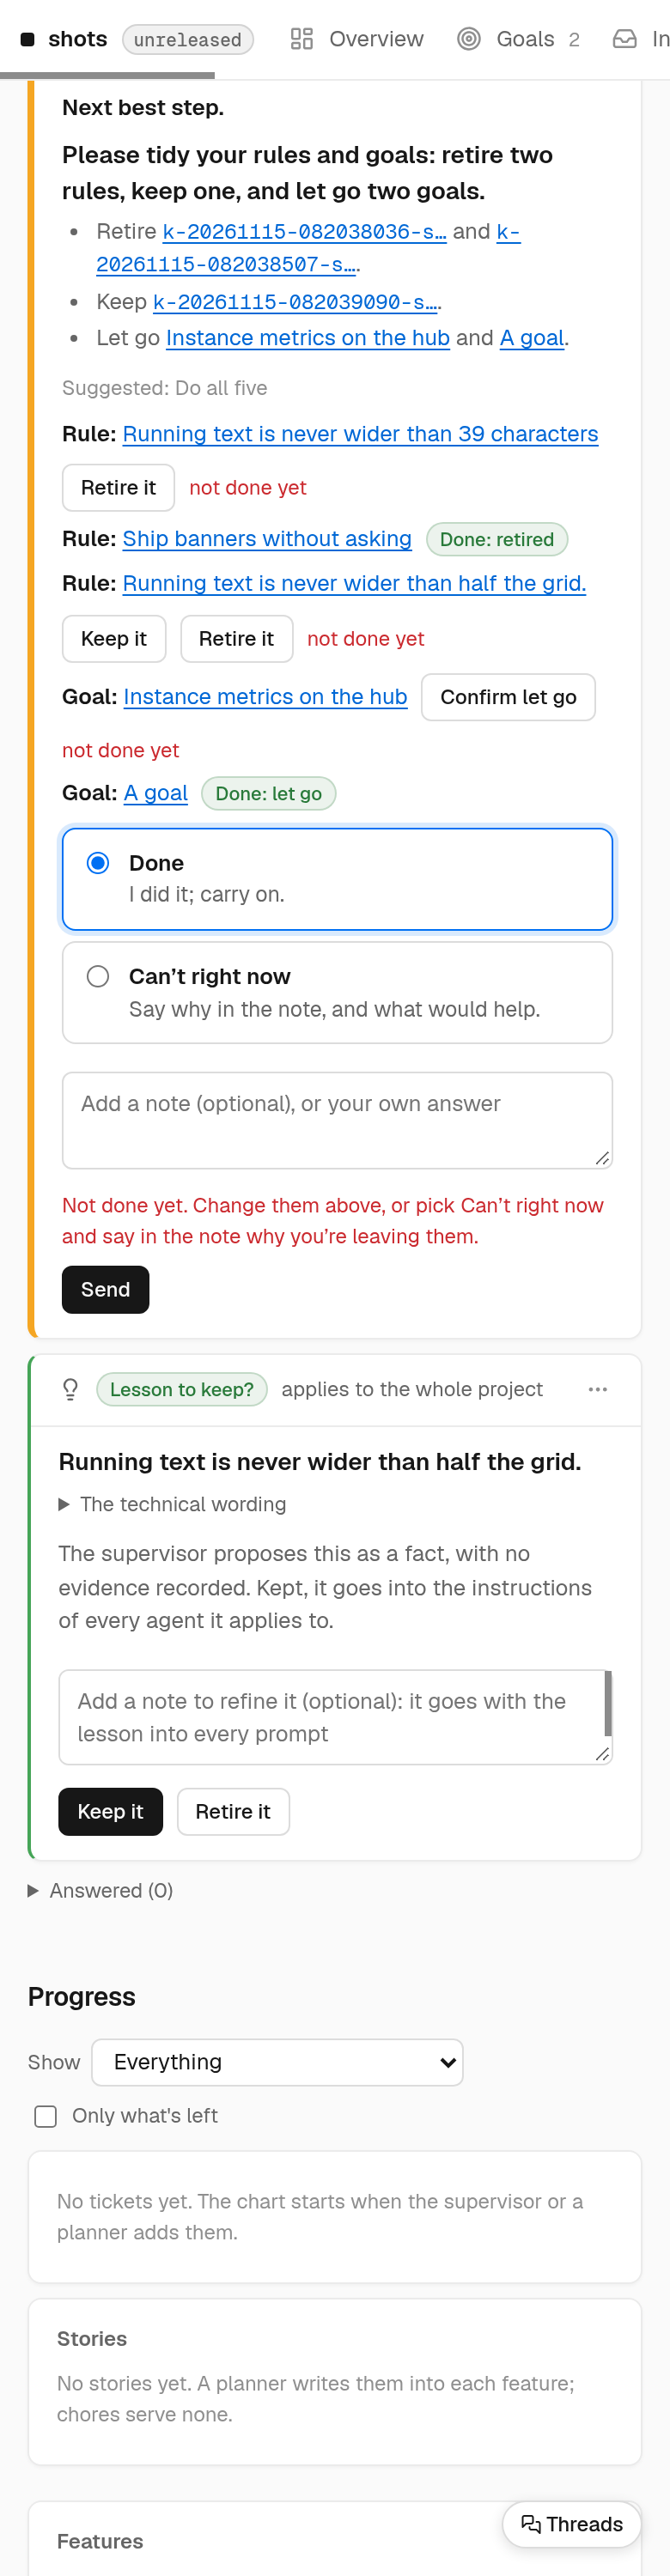 shots unreleased Overview Goals 2 In
Next best step.
Please tidy your rules and goals: retire two
rules, keep one, and let go two goals.
• Retire k-20261115-082038036-s… and k-
20261115-082038507-s….
• Keep k-20261115-082039090-s….
• Let go Instance metrics on the hub and A goal.
Suggested: Do all five
Rule: Running text is never wider than 39 characters
Retire it not done yet
Rule: Ship banners without asking Done: retired
Rule: Running text is never wider than half the grid.
Keep it Retire it not done yet
Goal: Instance metrics on the hub Confirm let go
not done yet
Goal: A goal Done: let go
Done
I did it; carry on.
Can’t right now
Say why in the note, and what would help.
Add a note (optional), or your own answer
Not done yet. Change them above, or pick Can’t right now
and say in the note why you’re leaving them.
Send
Lesson to keep? applies to the whole project
Running text is never wider than half the grid.
The technical wording
The supervisor proposes this as a fact, with no
evidence recorded. Kept, it goes into the instructions
of every agent it applies to.
Add a note to refine it (optional): it goes with the
lesson into every prompt
Keep it Retire it
Answered (0)
Progress
Show Everything
Only what's left
No tickets yet. The chart starts when the supervisor or a
planner adds them.
Stories
No stories yet. A planner writes them into each feature;
chores serve none.
Features
Threads